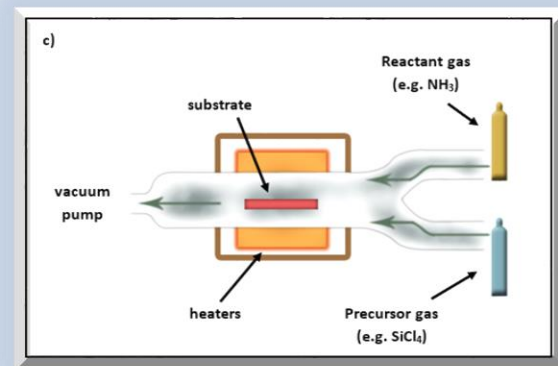 c)
Reactant gas
(e.g. NH₃)
substrate
vacuum
pump
heaters
Precursor gas
(e.g. SiCl₄)